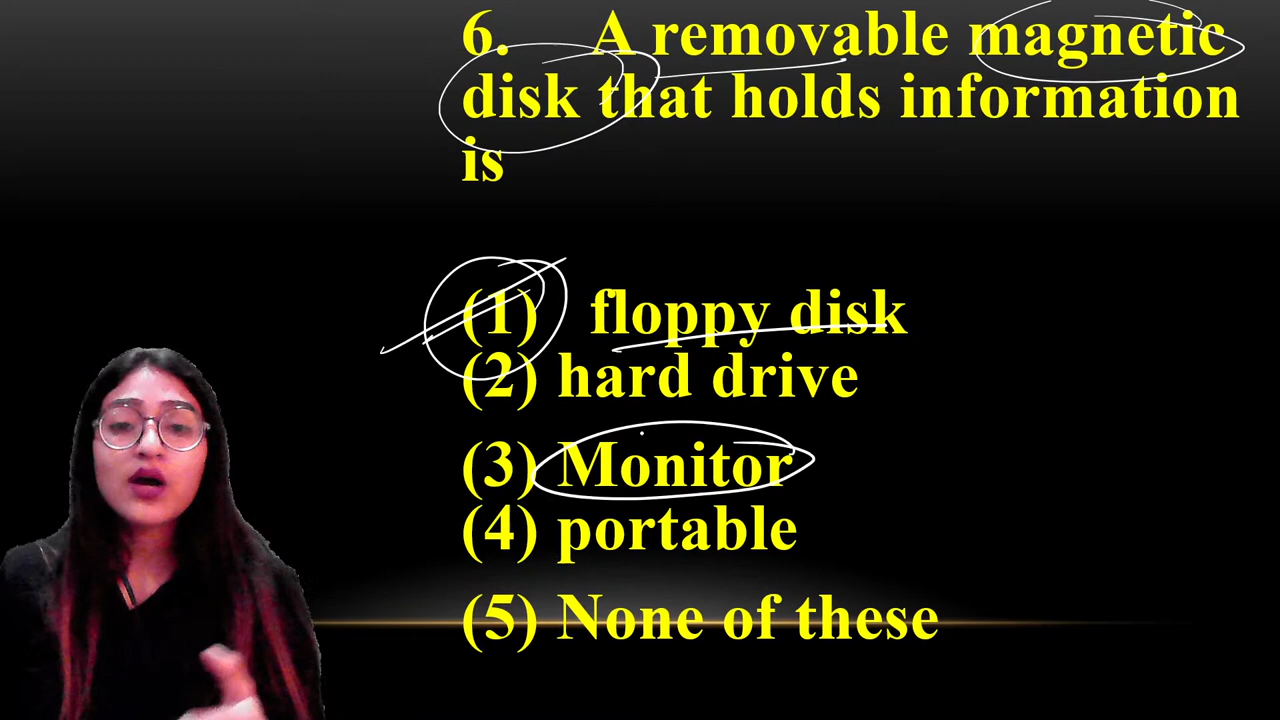 6. A removable magnetic
disk that holds information
is
(1) floppy disk
(2) hard drive
(3) Monitor
(4) portable
(5) None of these